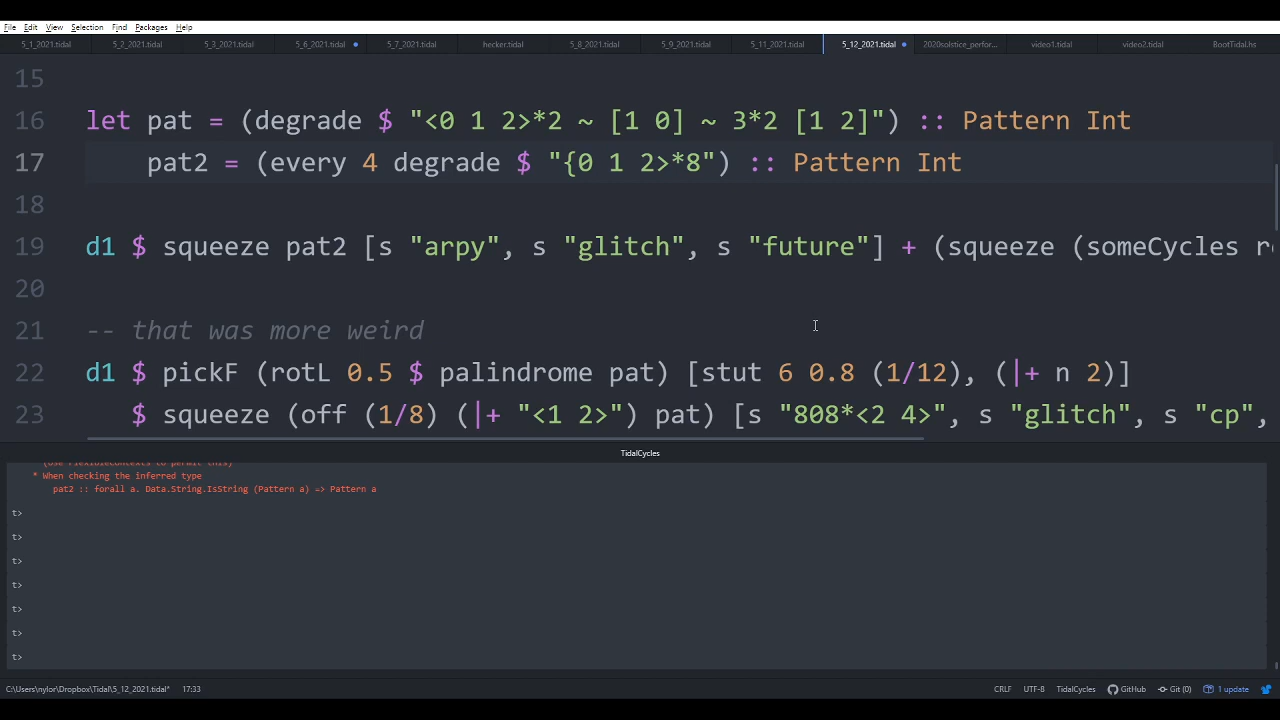 File Edit View Selection Find Packages Help
5_1_2021.tidal 5_2_2021.tidal 5_3_2021.tidal 5_6_2021.tidal 5_7_2021.tidal hecker.tidal 5_8_2021.tidal 5_9_2021.tidal 5_11_2021.tidal 5_12_2021.tidal 2020solstice_perfor... video1.tidal video2.tidal BootTidal.hs
15
16 let pat = (degrade $ "<0 1 2>*2 ~ [1 0] ~ 3*2 [1 2]") :: Pattern Int
17 pat2 = (every 4 degrade $ "{0 1 2>*8") :: Pattern Int
18
19 d1 $ squeeze pat2 [s "arpy", s "glitch", s "future"] + (squeeze (someCycles re
20
21 -- that was more weird
22 d1 $ pickF (rotL 0.5 $ palindrome pat) [stut 6 0.8 (1/12), (|+ n 2)]
23 $ squeeze (off (1/8) (|+ "<1 2>") pat) [s "808*<2 4>", s "glitch", s "cp",
TidalCycles
(Use FlexibleContexts to permit this)
* When checking the inferred type
pat2 :: forall a. Data.String.IsString (Pattern a) => Pattern a
t>
t>
t>
t>
t>
t>
t>
C:\Users\nylor\Dropbox\Tidal\5_12_2021.tidal* 17:33 CRLF UTF-8 TidalCycles GitHub Git (0) 1 update